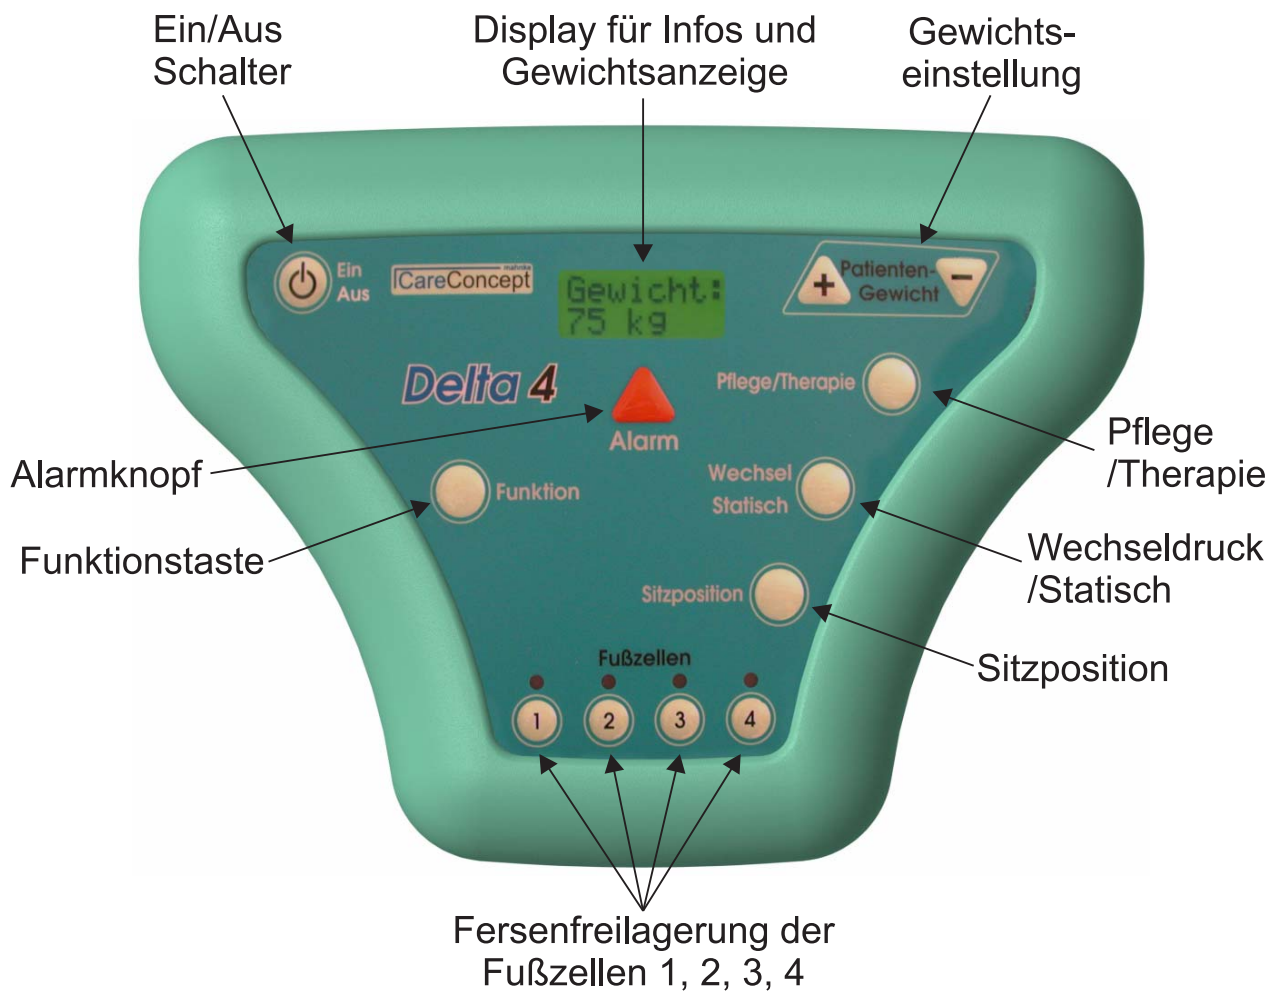 Ein/Aus
Schalter
Display für Infos und
Gewichtsanzeige
Gewichts-
einstellung
Ein
Aus
mahnke
ICareConcept
Gewicht:
75 kg
+
Patienten-
Gewicht
−
Delta 4
Alarm
Pflege/Therapie
Pflege
/Therapie
Alarmknopf
Funktion
Wechsel
Statisch
Funktionstaste
Wechseldruck
/Statisch
Sitzposition
Sitzposition
Fußzellen
1 2 3 4
Fersenfreilagerung der
Fußzellen 1, 2, 3, 4